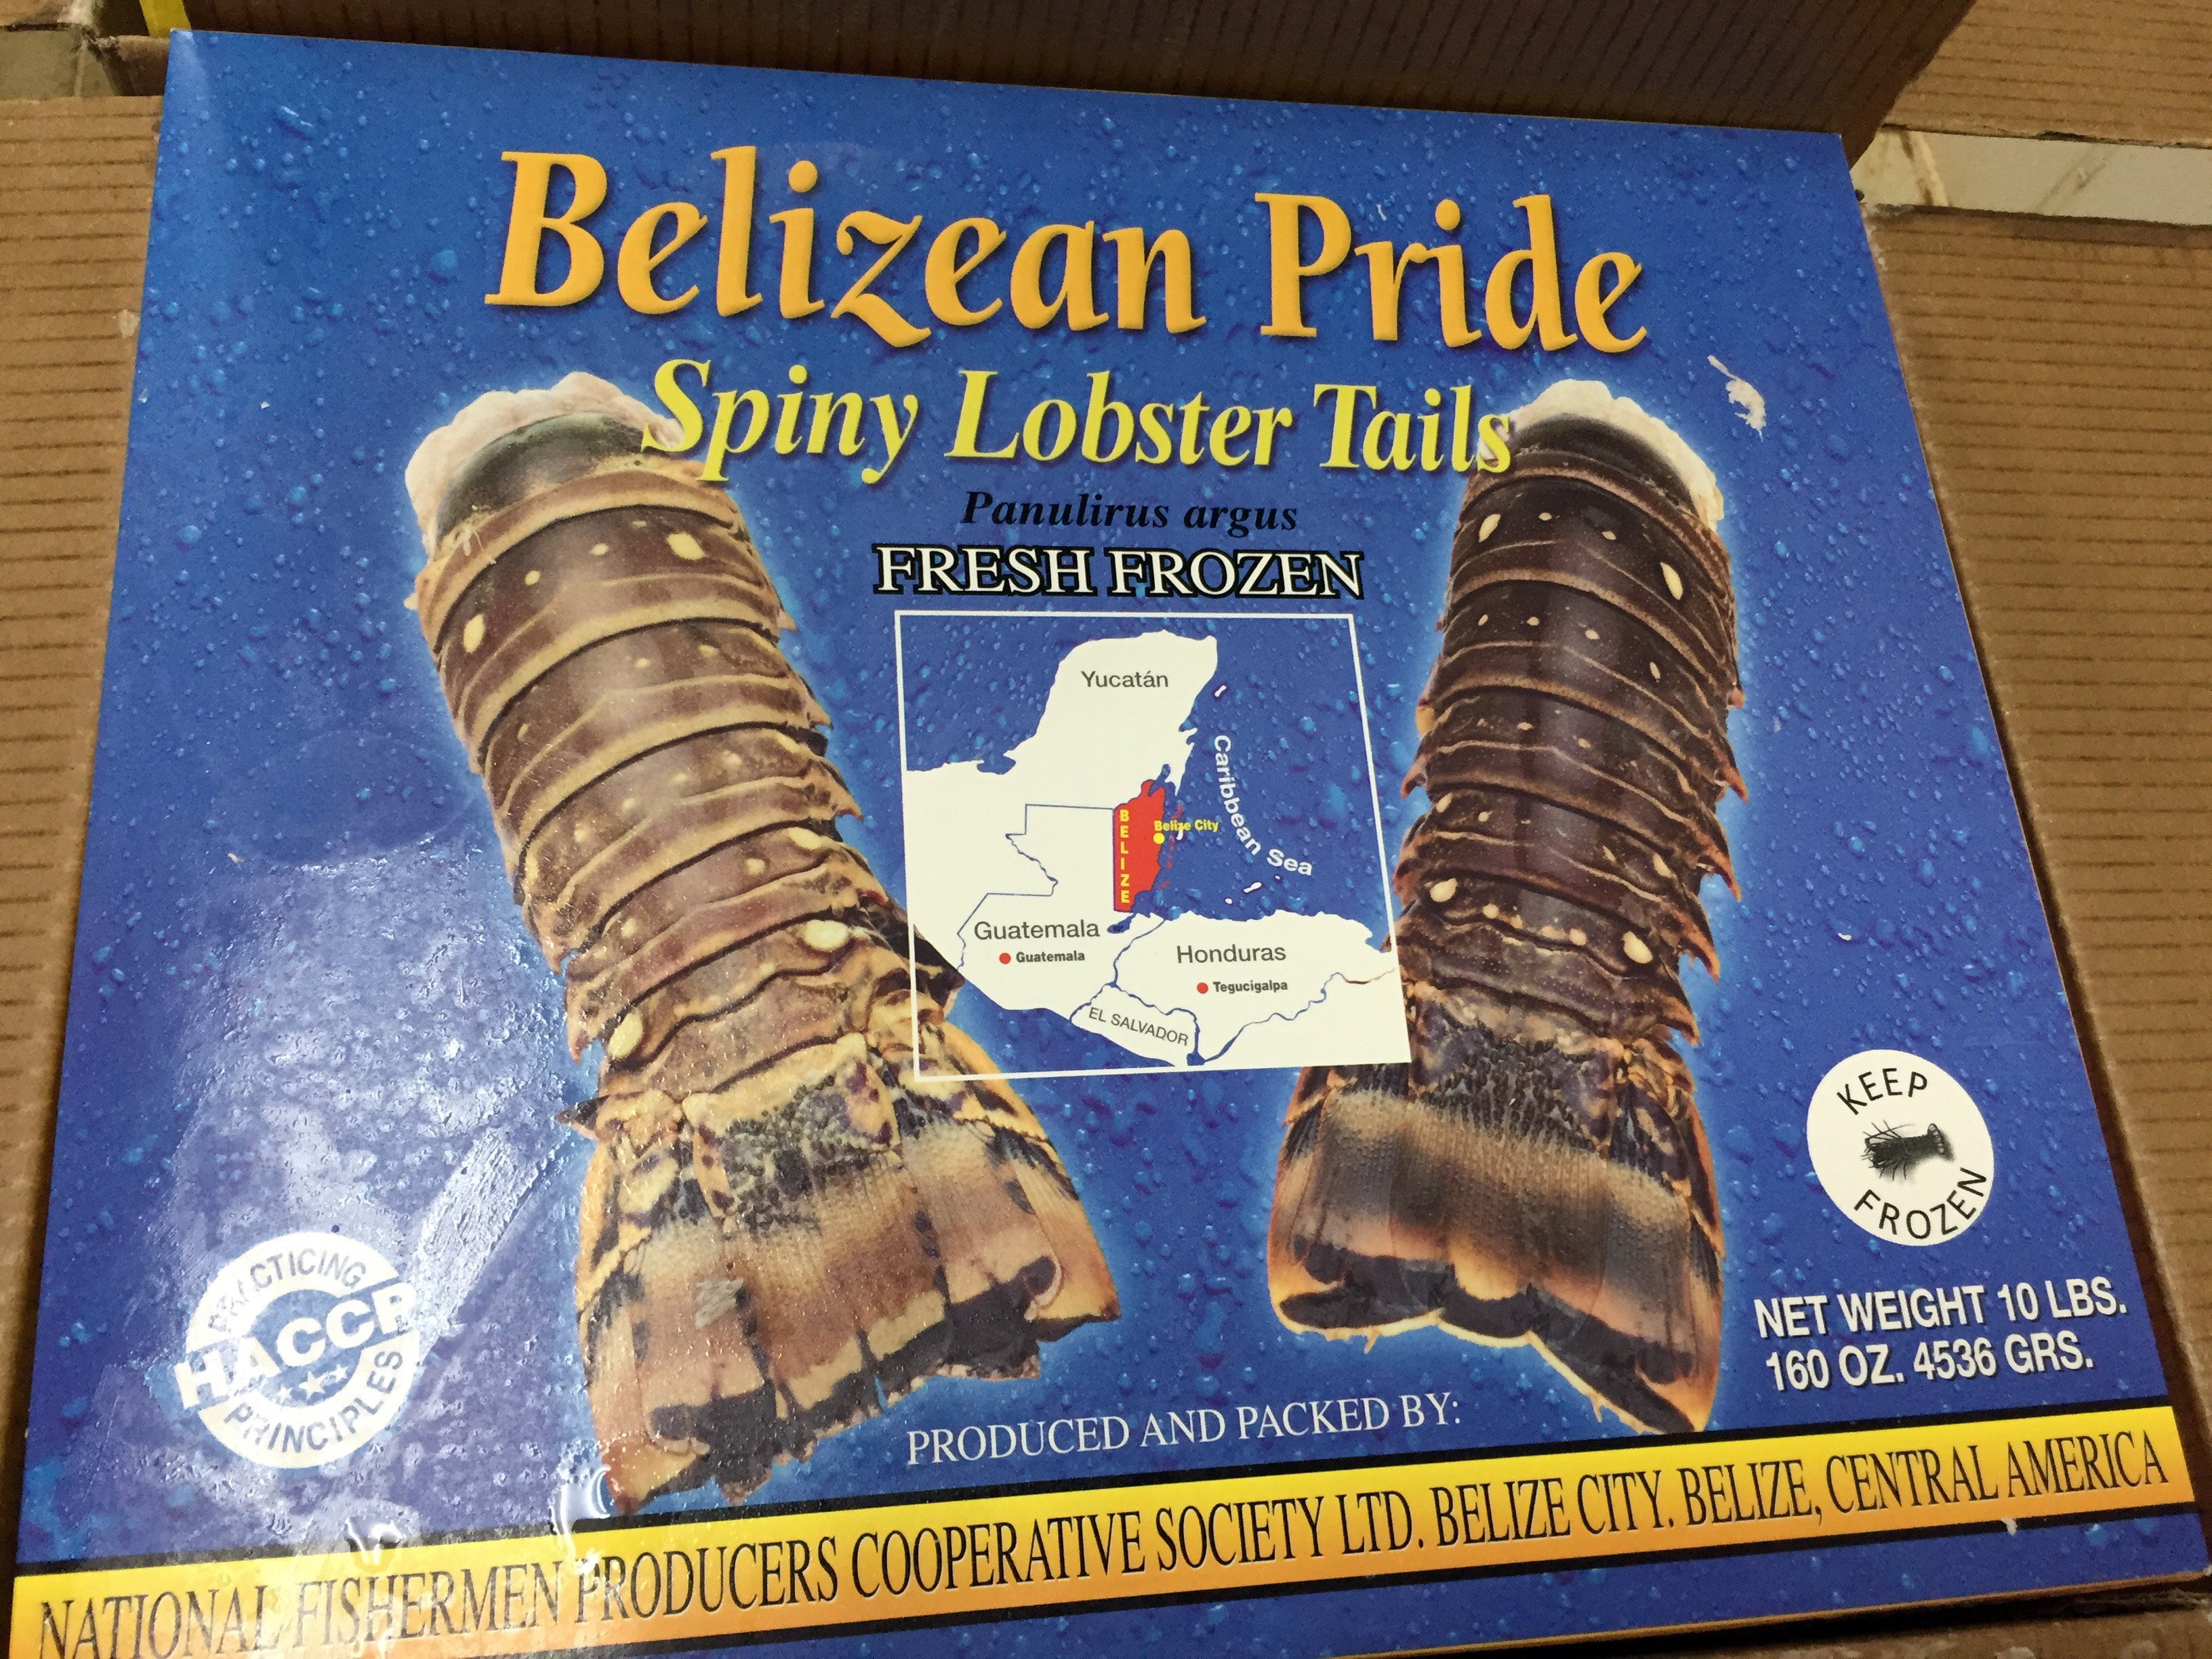 Belizean Pride
Spiny Lobster Tails
Panulirus argus
FRESH FROZEN
Yucatán
Caribbean Sea
BELIZE
Belize City
Guatemala
Guatemala
Honduras
Tegucigalpa
EL SALVADOR
KEEP
FROZEN
PRACTICING
HACCP
PRINCIPLES
NET WEIGHT 10 LBS.
160 OZ. 4536 GRS.
PRODUCED AND PACKED BY:
NATIONAL FISHERMEN PRODUCERS COOPERATIVE SOCIETY LTD. BELIZE CITY. BELIZE, CENTRAL AMERICA